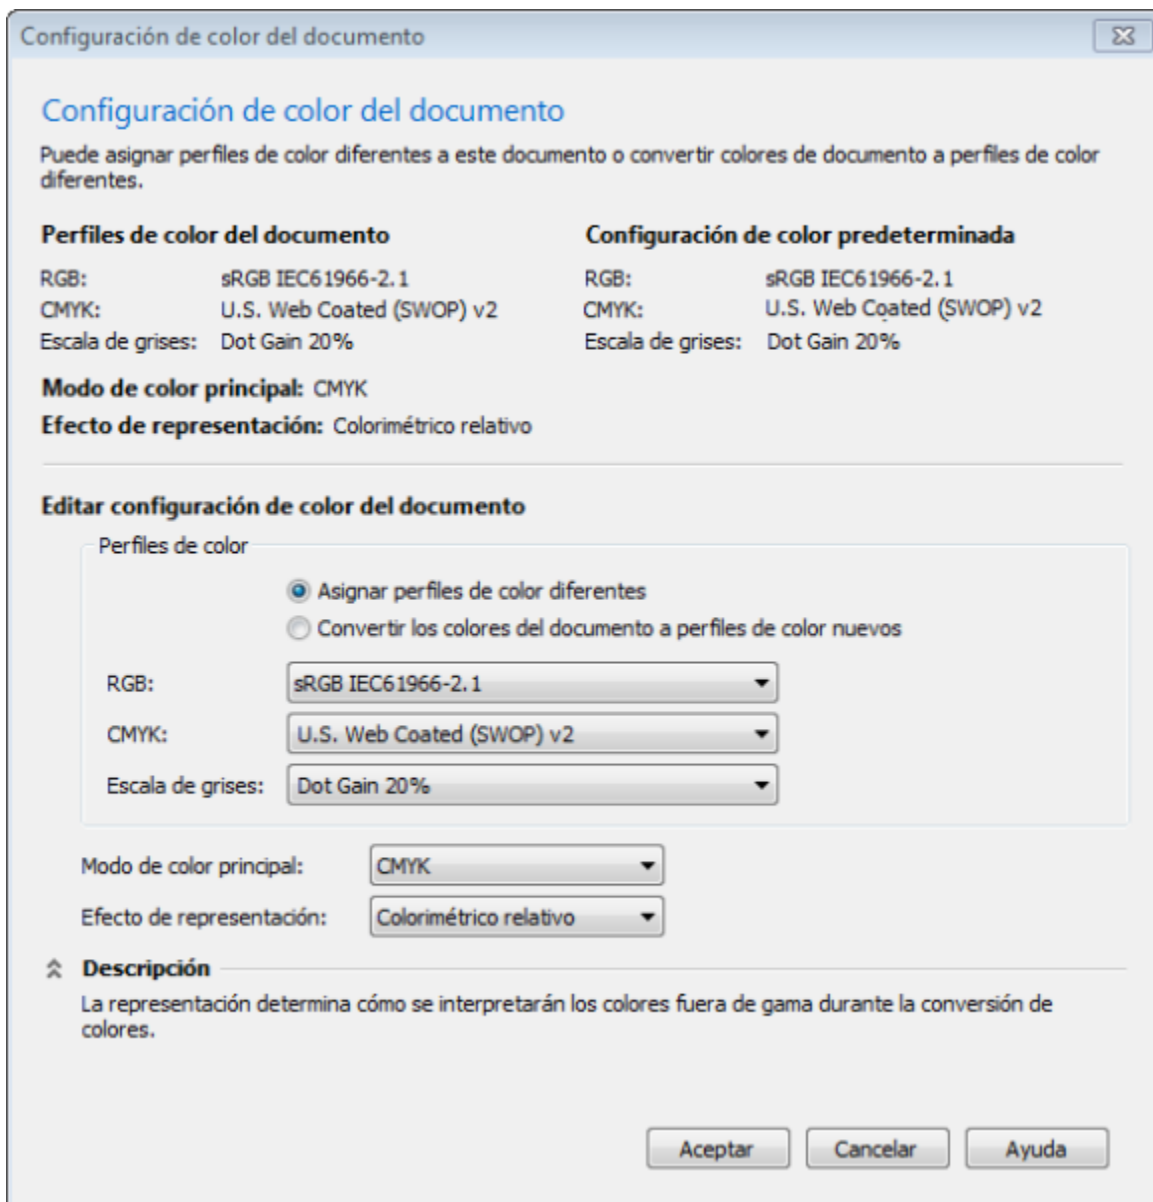 Configuración de color del documento
Configuración de color del documento
Puede asignar perfiles de color diferentes a este documento o convertir colores de documento a perfiles de color
diferentes.
Perfiles de color del documento
RGB: sRGB IEC61966-2.1
CMYK: U.S. Web Coated (SWOP) v2
Escala de grises: Dot Gain 20%
Configuración de color predeterminada
RGB: sRGB IEC61966-2.1
CMYK: U.S. Web Coated (SWOP) v2
Escala de grises: Dot Gain 20%
Modo de color principal: CMYK
Efecto de representación: Colorimétrico relativo
Editar configuración de color del documento
Perfiles de color
Asignar perfiles de color diferentes
Convertir los colores del documento a perfiles de color nuevos
RGB: sRGB IEC61966-2.1
CMYK: U.S. Web Coated (SWOP) v2
Escala de grises: Dot Gain 20%
Modo de color principal: CMYK
Efecto de representación: Colorimétrico relativo
Descripción
La representación determina cómo se interpretarán los colores fuera de gama durante la conversión de
colores.
Aceptar Cancelar Ayuda